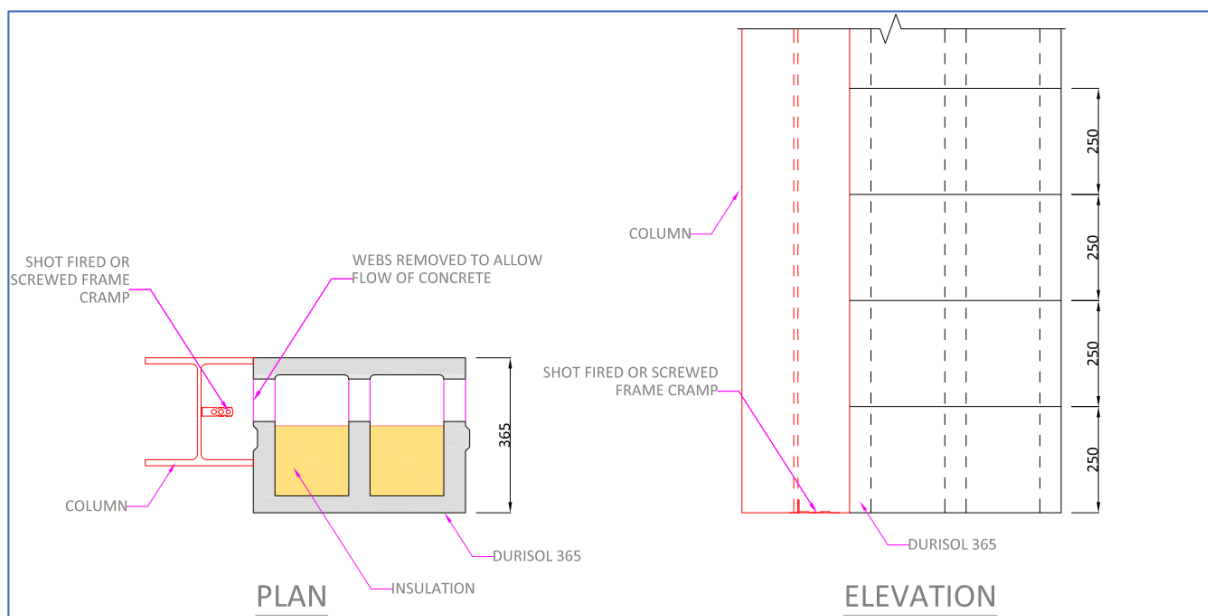 SHOT FIRED OR
SCREWED FRAME
CRAMP
WEBS REMOVED TO ALLOW
FLOW OF CONCRETE
365
COLUMN
DURISOL 365
INSULATION
PLAN
COLUMN
250
250
250
250
SHOT FIRED OR SCREWED
FRAME CRAMP
DURISOL 365
ELEVATION